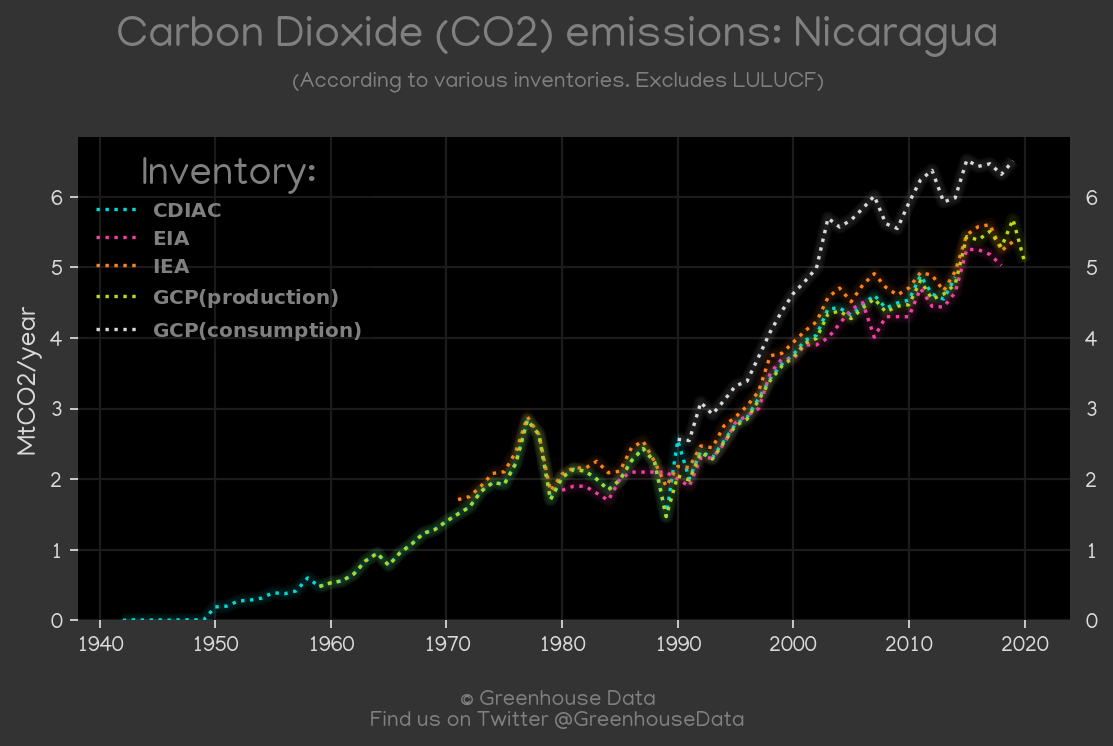 Carbon Dioxide (CO2) emissions: Nicaragua
(According to various inventories. Excludes LULUCF)
Inventory:
CDIAC
EIA
IEA
GCP(production)
GCP(consumption)
MtCO2/year
6
5
4
3
2
1
0
6
5
4
3
2
1
0
1940 1950 1960 1970 1980 1990 2000 2010 2020
© Greenhouse Data
Find us on Twitter @GreenhouseData